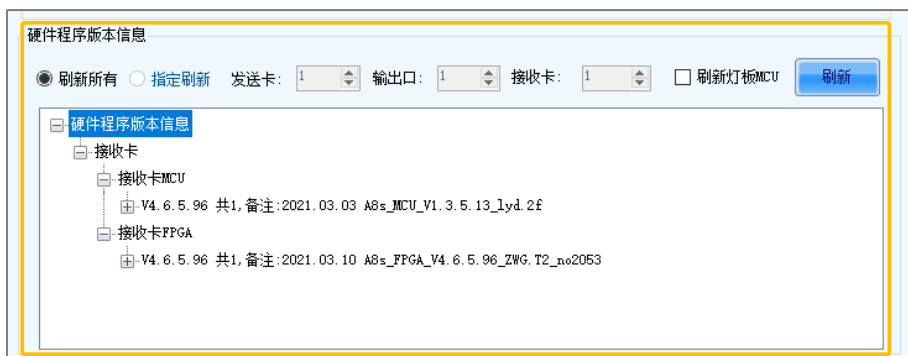 硬件程序版本信息
刷新所有 指定刷新 发送卡: 1 输出口: 1 接收卡: 1 刷新灯板MCU 刷新
硬件程序版本信息
接收卡
接收卡MCU
V4.6.5.96 共1,备注:2021.03.03 A8s_MCU_V1.3.5.13_lyd.2f
接收卡FPGA
V4.6.5.96 共1,备注:2021.03.10 A8s_FPGA_V4.6.5.96_ZWG.T2_no2053